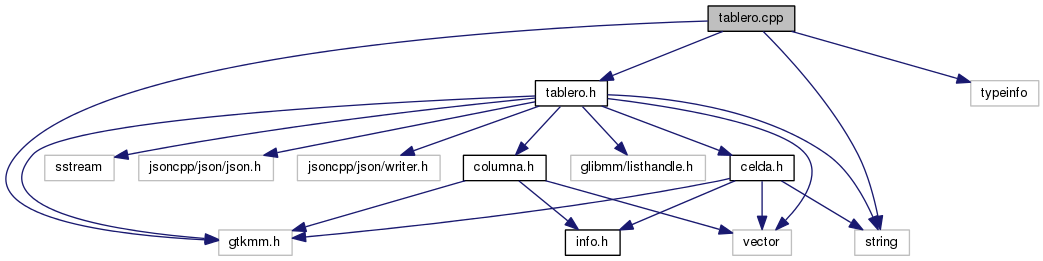 tablero.cpp
tablero.h
typeinfo
sstream
jsoncpp/json/json.h
jsoncpp/json/writer.h
columna.h
glibmm/listhandle.h
celda.h
gtkmm.h
info.h
vector
string